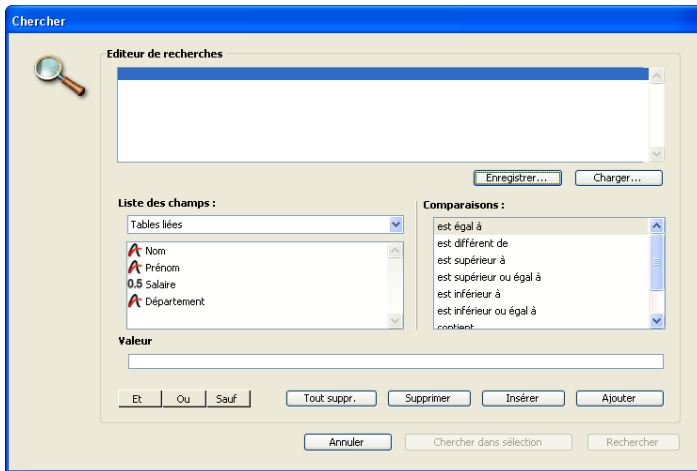 Chercher
Editeur de recherches
Enregistrer... Charger...
Liste des champs : Comparaisons :
Tables liées
est égal à
Nom est différent de
Prénom est supérieur à
0.5 Salaire est supérieur ou égal à
Département est inférieur à
est inférieur ou égal à
contient
Valeur
Et Ou Sauf Tout suppr. Supprimer Insérer Ajouter
Annuler Chercher dans sélection Rechercher